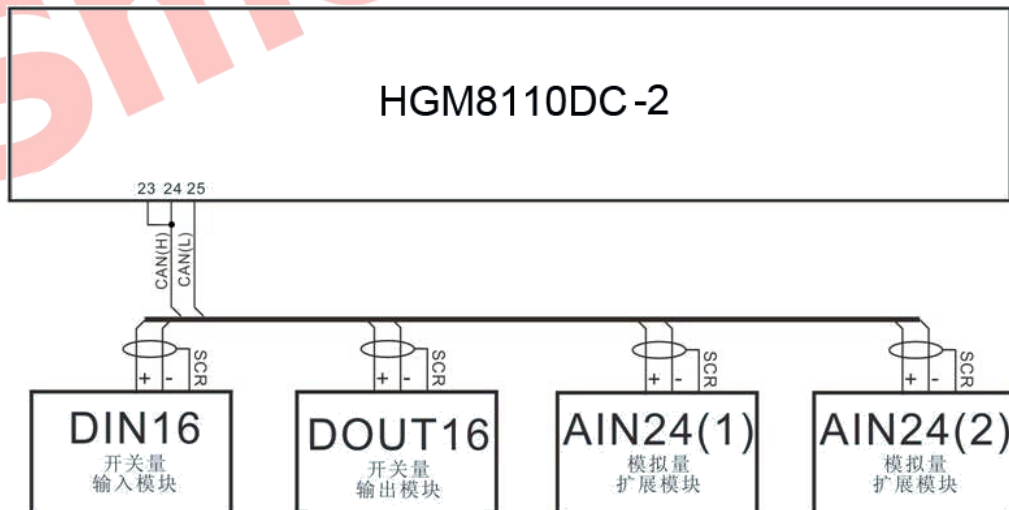 HGM8110DC-2
23 24 25
CAN(H)
CAN(L)
+ - SCR
+ - SCR
+ - SCR
+ - SCR
DIN16
开关量
输入模块
DOUT16
开关量
输出模块
AIN24(1)
模拟量
扩展模块
AIN24(2)
模拟量
扩展模块